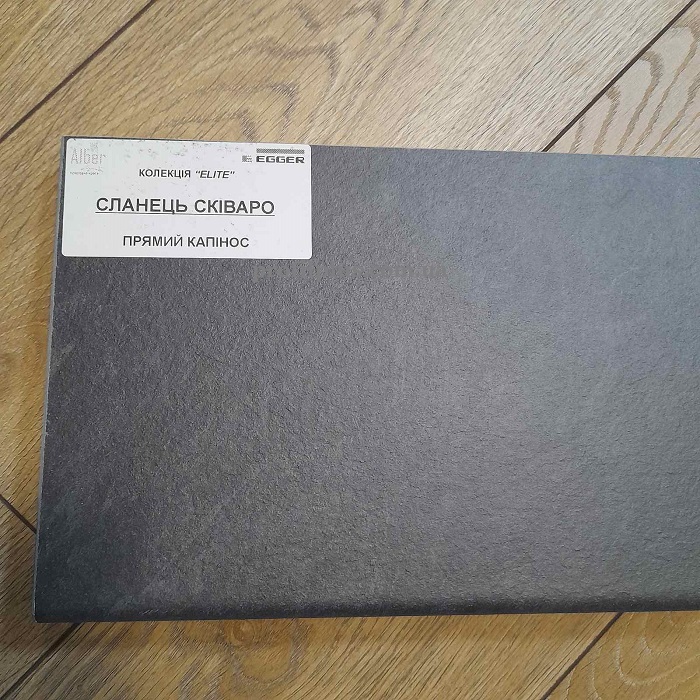 Alber
EGGER
КОЛЕКЦІЯ "ELITE"
СЛАНЕЦЬ СКІВАРО
ПРЯМИЙ КАПІНОС